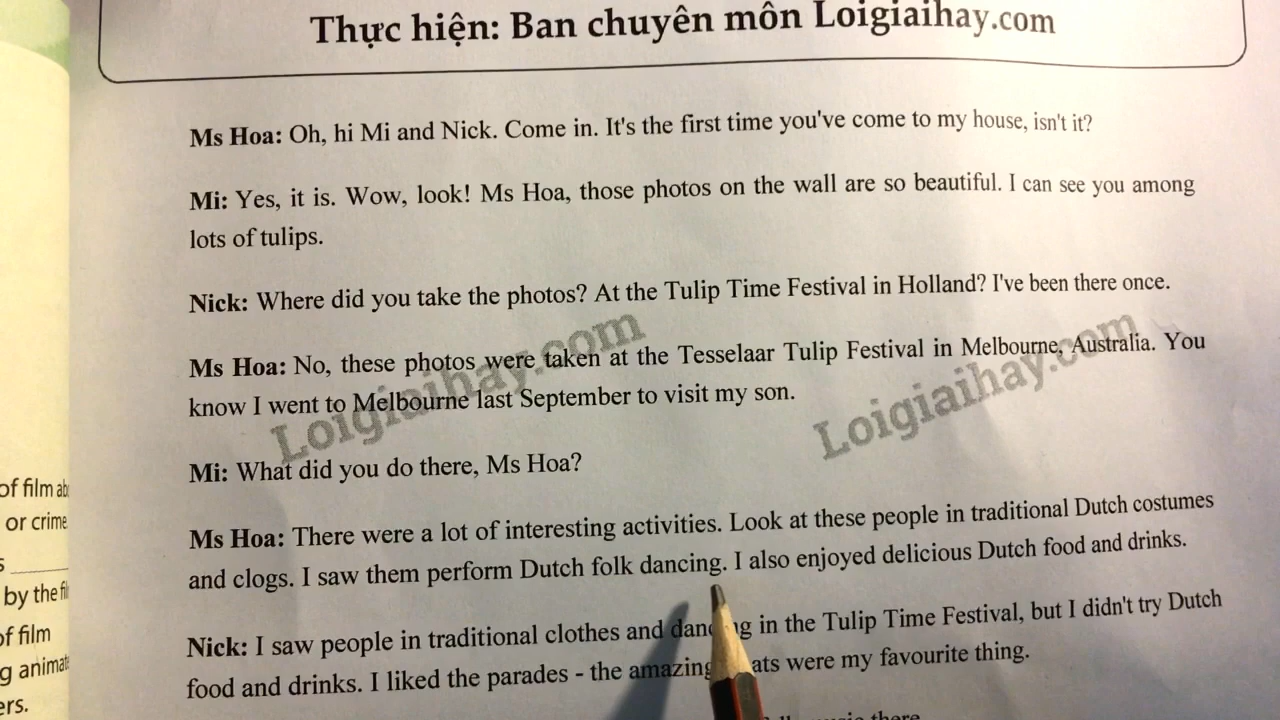 Thực hiện: Ban chuyên môn Loigiaihay.com
Ms Hoa: Oh, hi Mi and Nick. Come in. It's the first time you've come to my house, isn't it?
Mi: Yes, it is. Wow, look! Ms Hoa, those photos on the wall are so beautiful. I can see you among
lots of tulips.
Nick: Where did you take the photos? At the Tulip Time Festival in Holland? I've been there once.
Ms Hoa: No, these photos were taken at the Tesselaar Tulip Festival in Melbourne, Australia. You
know I went to Melbourne last September to visit my son.
Loigiaihay.com
Loigiaihay.com
Mi: What did you do there, Ms Hoa?
Ms Hoa: There were a lot of interesting activities. Look at these people in traditional Dutch costumes
and clogs. I saw them perform Dutch folk dancing. I also enjoyed delicious Dutch food and drinks.
Nick: I saw people in traditional clothes and dancing in the Tulip Time Festival, but I didn't try Dutch
food and drinks. I liked the parades - the amazing were my favourite thing.
there
of film
or crime
by the
of film